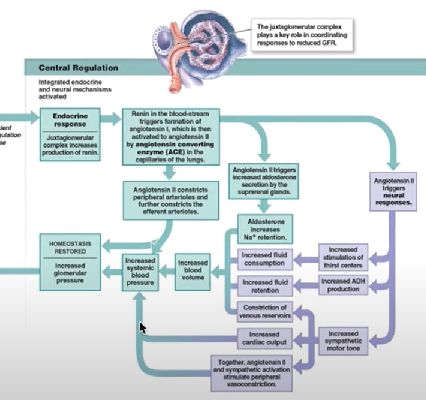 The juxtaglomerular complex
plays a key role in coordinating
responses to reduced GFR.
Central Regulation
Integrated endocrine
and neural mechanisms
activated
Endocrine
response
Juxtaglomerular
complex increases
production of renin.
Renin in the blood-stream
triggers formation of
angiotensin I, which is then
activated to angiotensin II
by angiotensin converting
enzyme (ACE) in the
capillaries of the lungs.
Angiotensin II constricts
peripheral arterioles and
further constricts the
efferent arterioles.
Angiotensin II triggers
increased aldosterone
secretion by the
suprarenal glands.
Angiotensin II
triggers
neural
responses.
Aldosterone
increases
Na+ retention.
HOMEOSTASIS
RESTORED
Increased
glomerular
pressure
Increased
systemic
blood
pressure
Increased
blood
volume
Increased fluid
consumption
Increased
stimulation of
thirst centers
Increased fluid
retention
Increased ADH
production
Constriction of
venous reservoirs
Increased
cardiac output
Increased
sympathetic
motor tone
Together, angiotensin II
and sympathetic activation
stimulate peripheral
vasoconstriction.